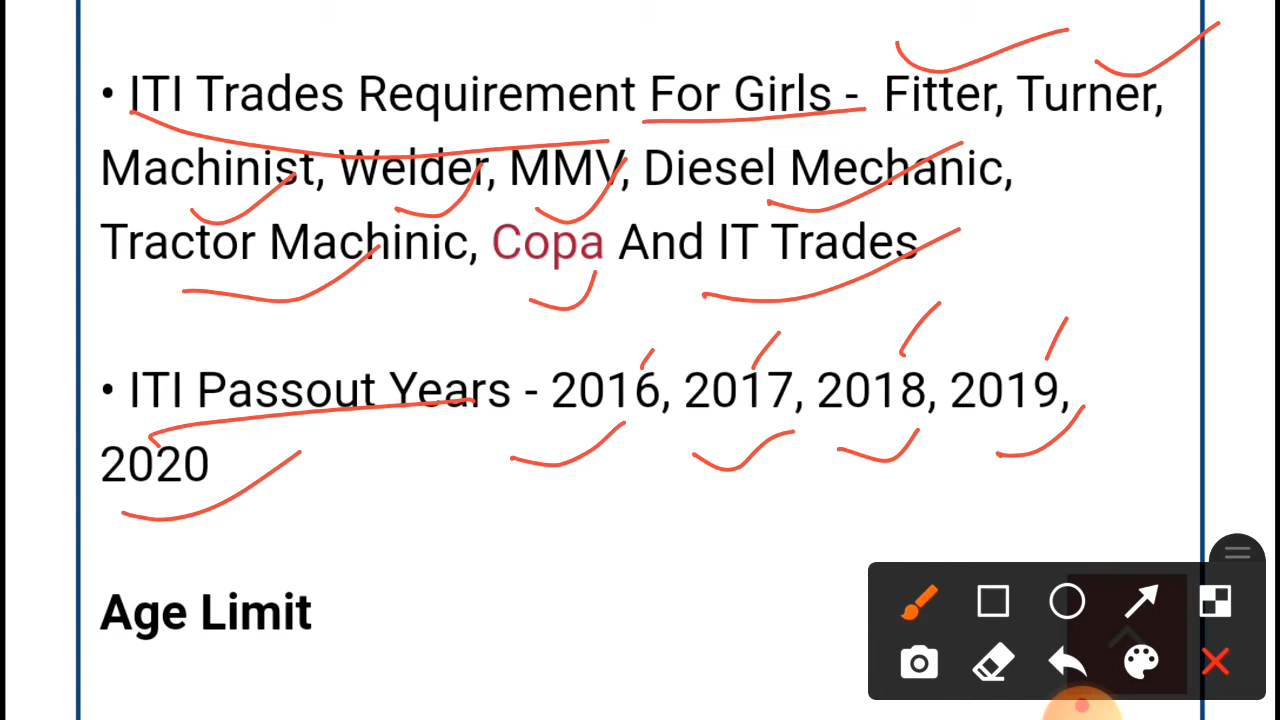 • ITI Trades Requirement For Girls - Fitter, Turner,
Machinist, Welder, MMV, Diesel Mechanic,
Tractor Machinic, Copa And IT Trades
• ITI Passout Years - 2016, 2017, 2018, 2019,
2020
Age Limit